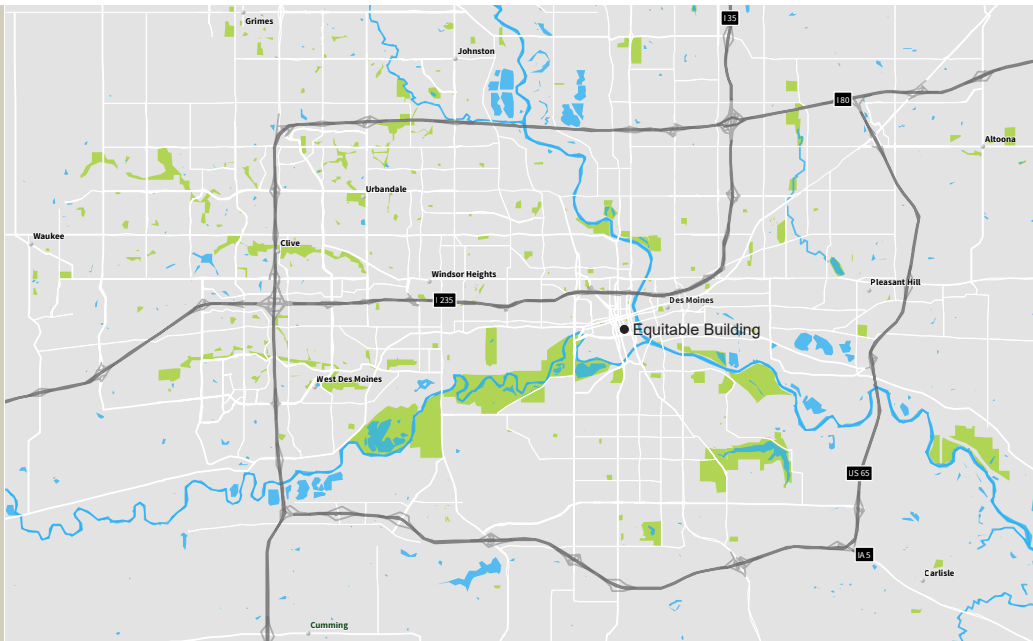 I 35
Grimes
Johnston
I 80
Altoona
Urbandale
Waukee
Clive
Windsor Heights
Pleasant Hill
I 235
Des Moines
Equitable Building
West Des Moines
US 65
IA 5
Carlisle
Cumming